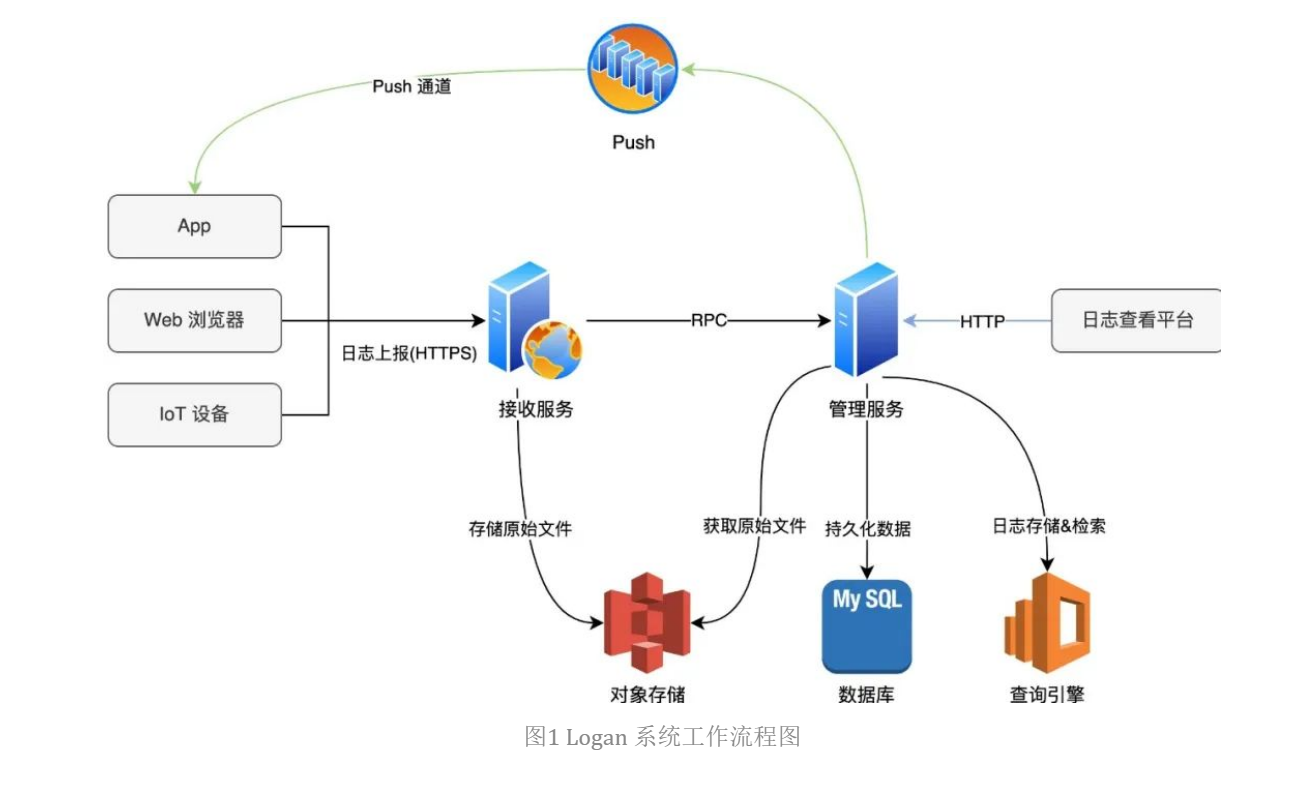 Push 通道
Push
App
Web 浏览器
IoT 设备
日志上报(HTTPS)
接收服务
RPC
管理服务
HTTP
日志查看平台
存储原始文件
获取原始文件
持久化数据
日志存储&检索
My SQL
对象存储
数据库
查询引擎
图1 Logan 系统工作流程图